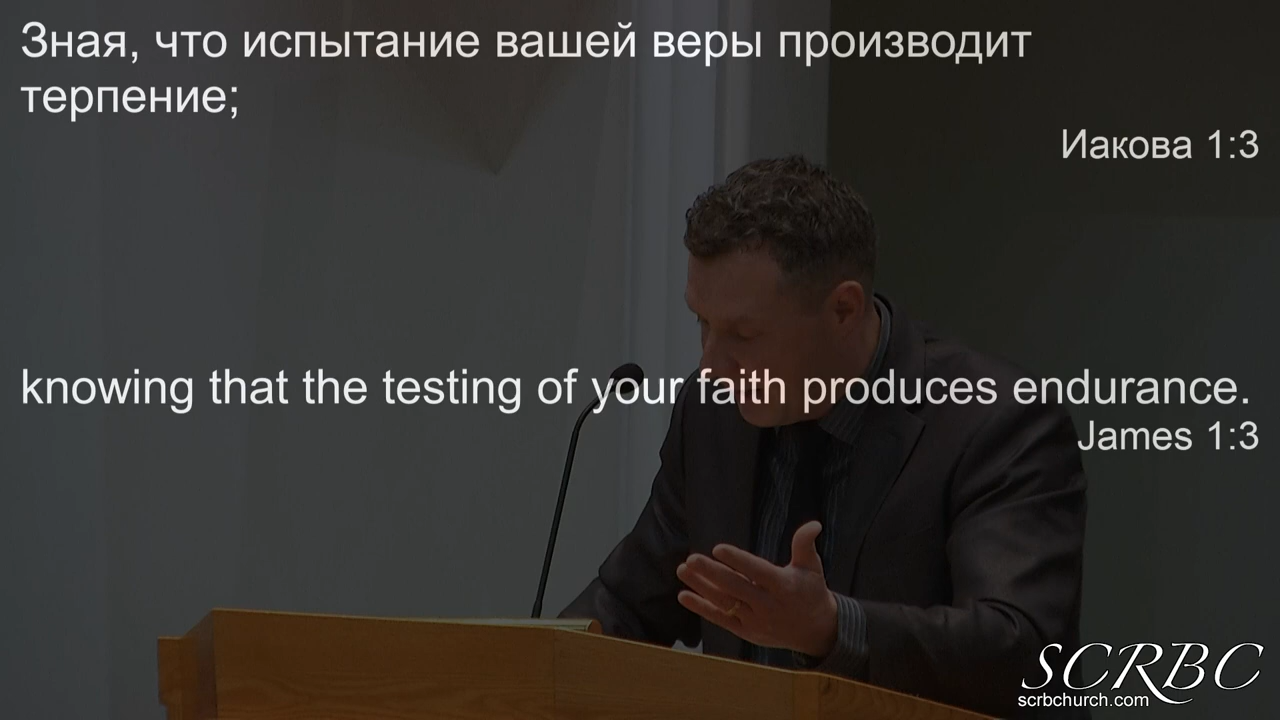 Зная, что испытание вашей веры производит
терпение;
Иакова 1:3
knowing that the testing of your faith produces endurance.
James 1:3
SCRBC
scrbchurch.com